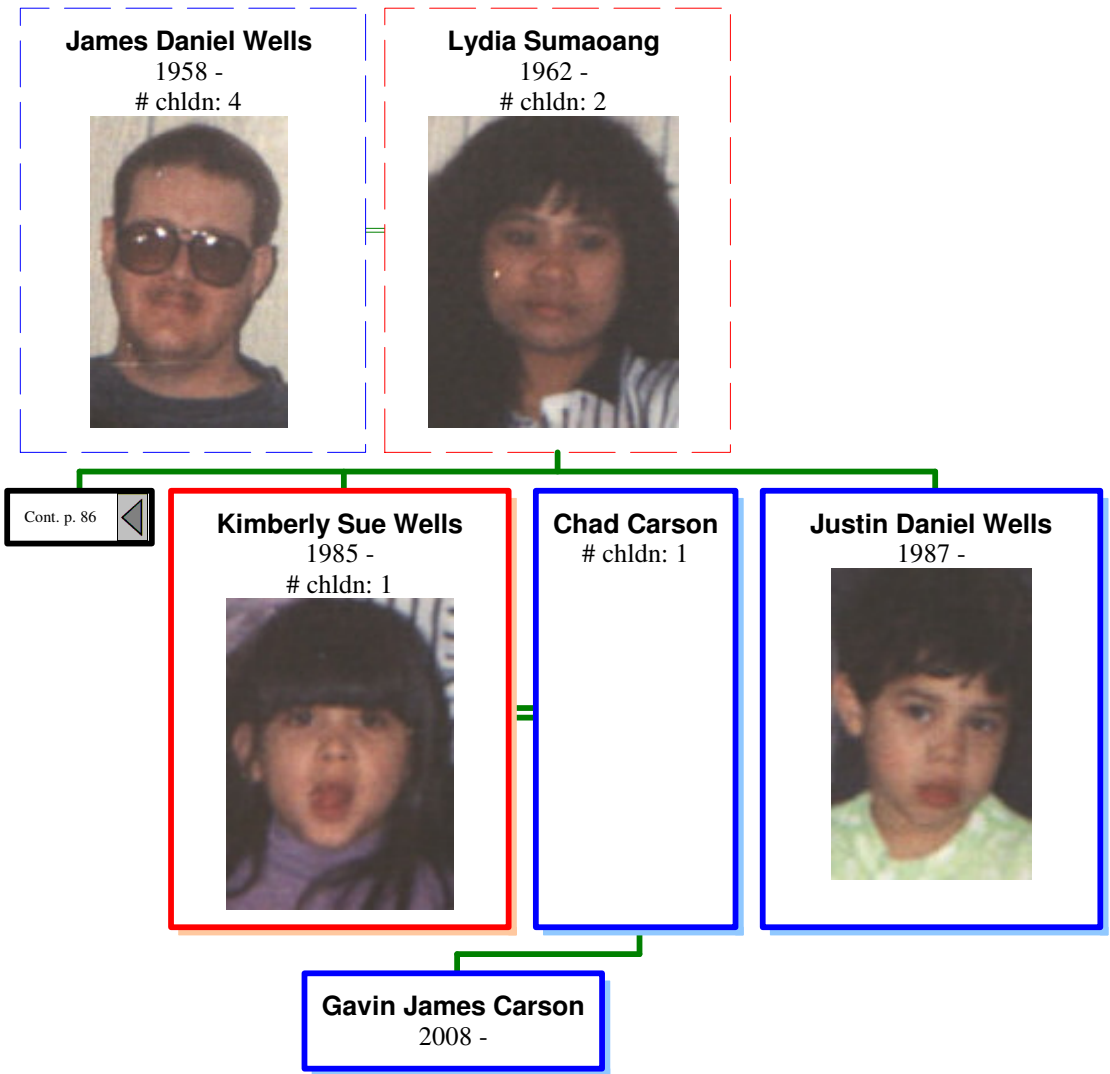 James Daniel Wells
1958 -
# chldn: 4
Lydia Sumaoang
1962 -
# chldn: 2
Cont. p. 86
Kimberly Sue Wells
1985 -
# chldn: 1
Chad Carson
# chldn: 1
Justin Daniel Wells
1987 -
Gavin James Carson
2008 -